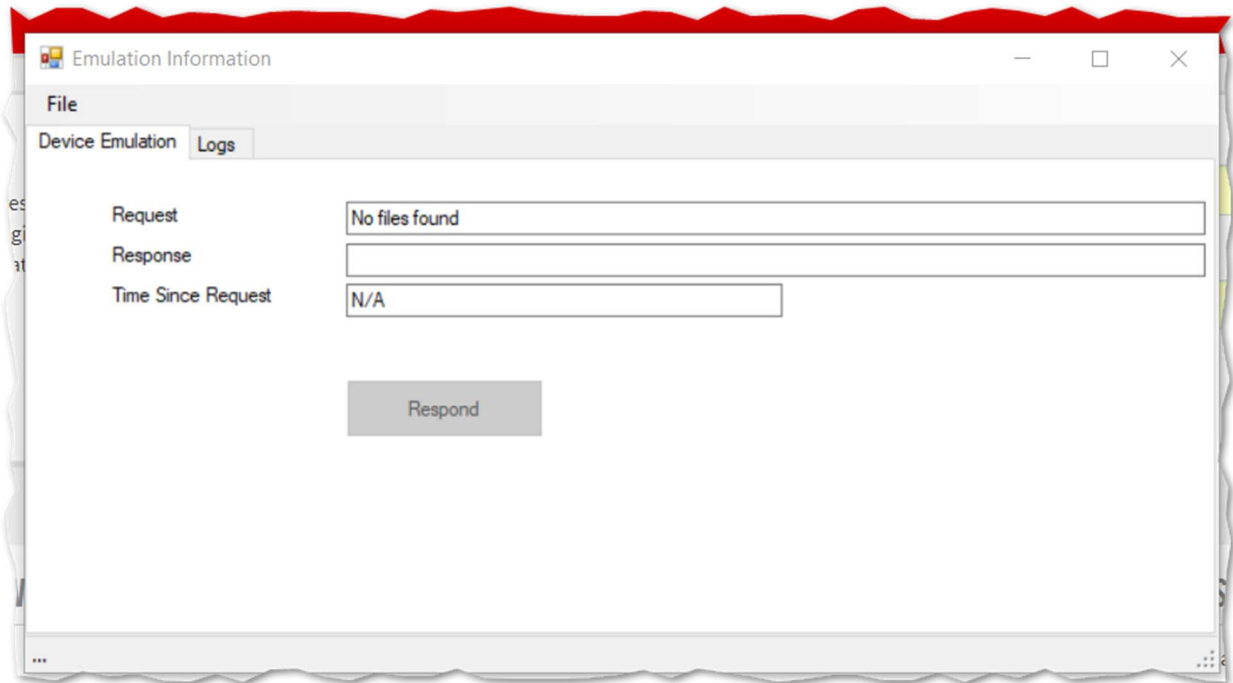 Emulation Information
File
Device Emulation Logs
Request No files found
Response
Time Since Request N/A
Respond
...